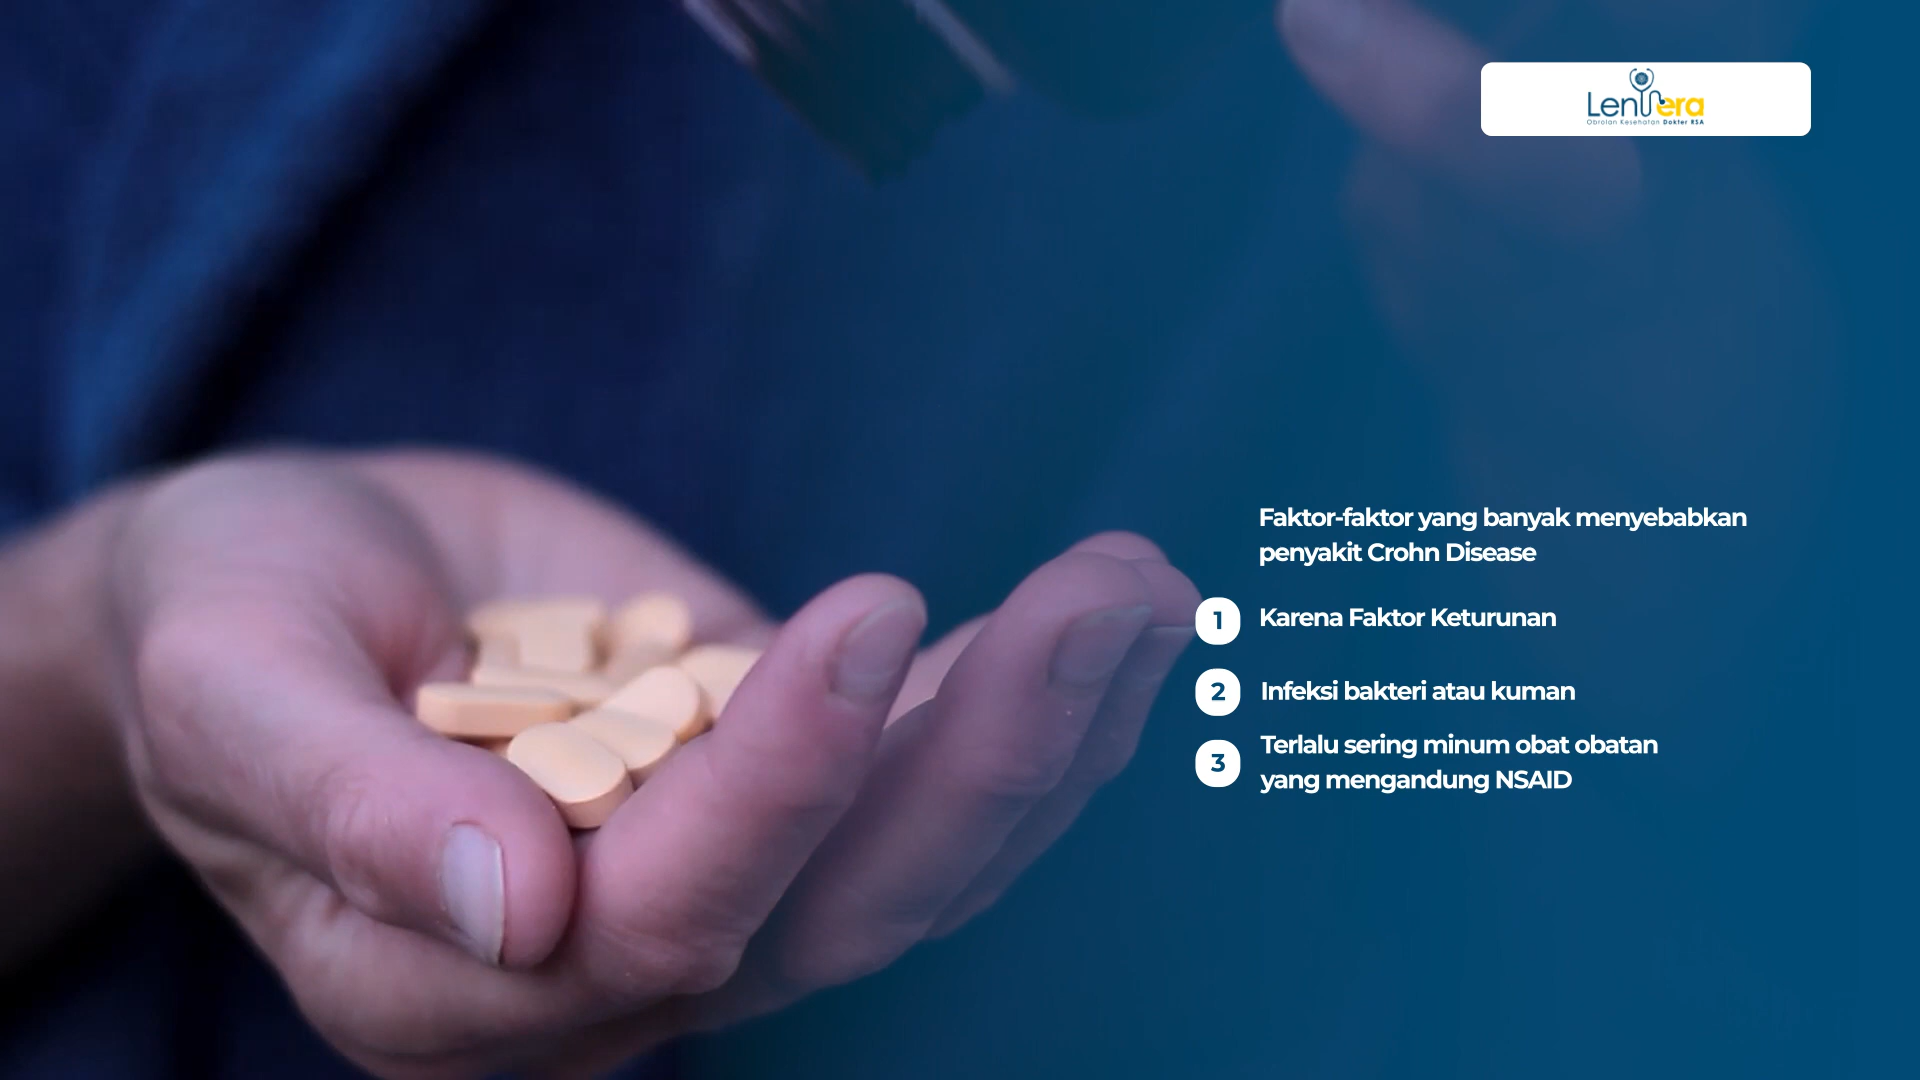 Lentera
Obrolan Kesehatan Dokter RSA
Faktor-faktor yang banyak menyebabkan
penyakit Crohn Disease
1 Karena Faktor Keturunan
2 Infeksi bakteri atau kuman
Terlalu sering minum obat obatan
3 yang mengandung NSAID